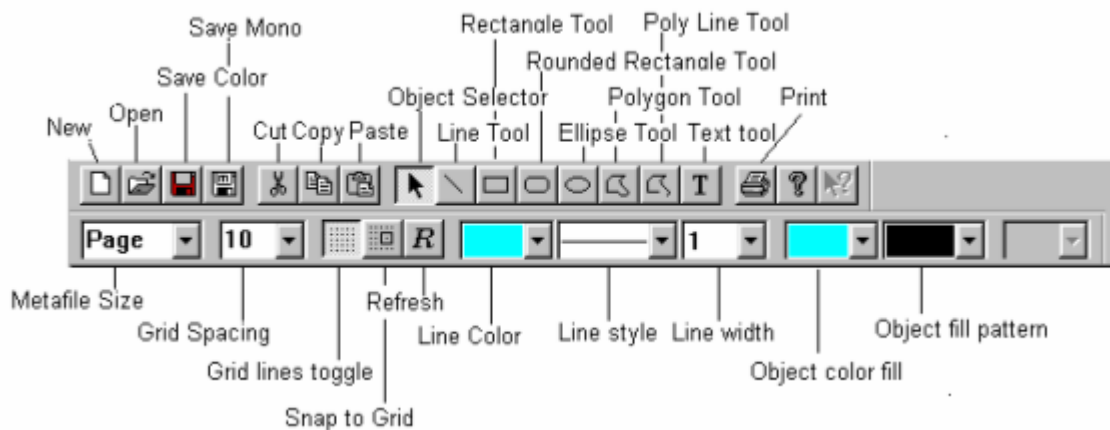 Save Mono
Rectangle Tool
Poly Line Tool
Save Color
Rounded Rectangle Tool
Open
Object Selector
Polygon Tool
Print
New
Cut
Copy
Paste
Line Tool
Ellipse Tool
Text tool
T
?
?
Page
10
R
1
Metafile Size
Refresh
Grid Spacing
Line Color
Line style
Line width
Object fill pattern
Grid lines toggle
Object color fill
Snap to Grid